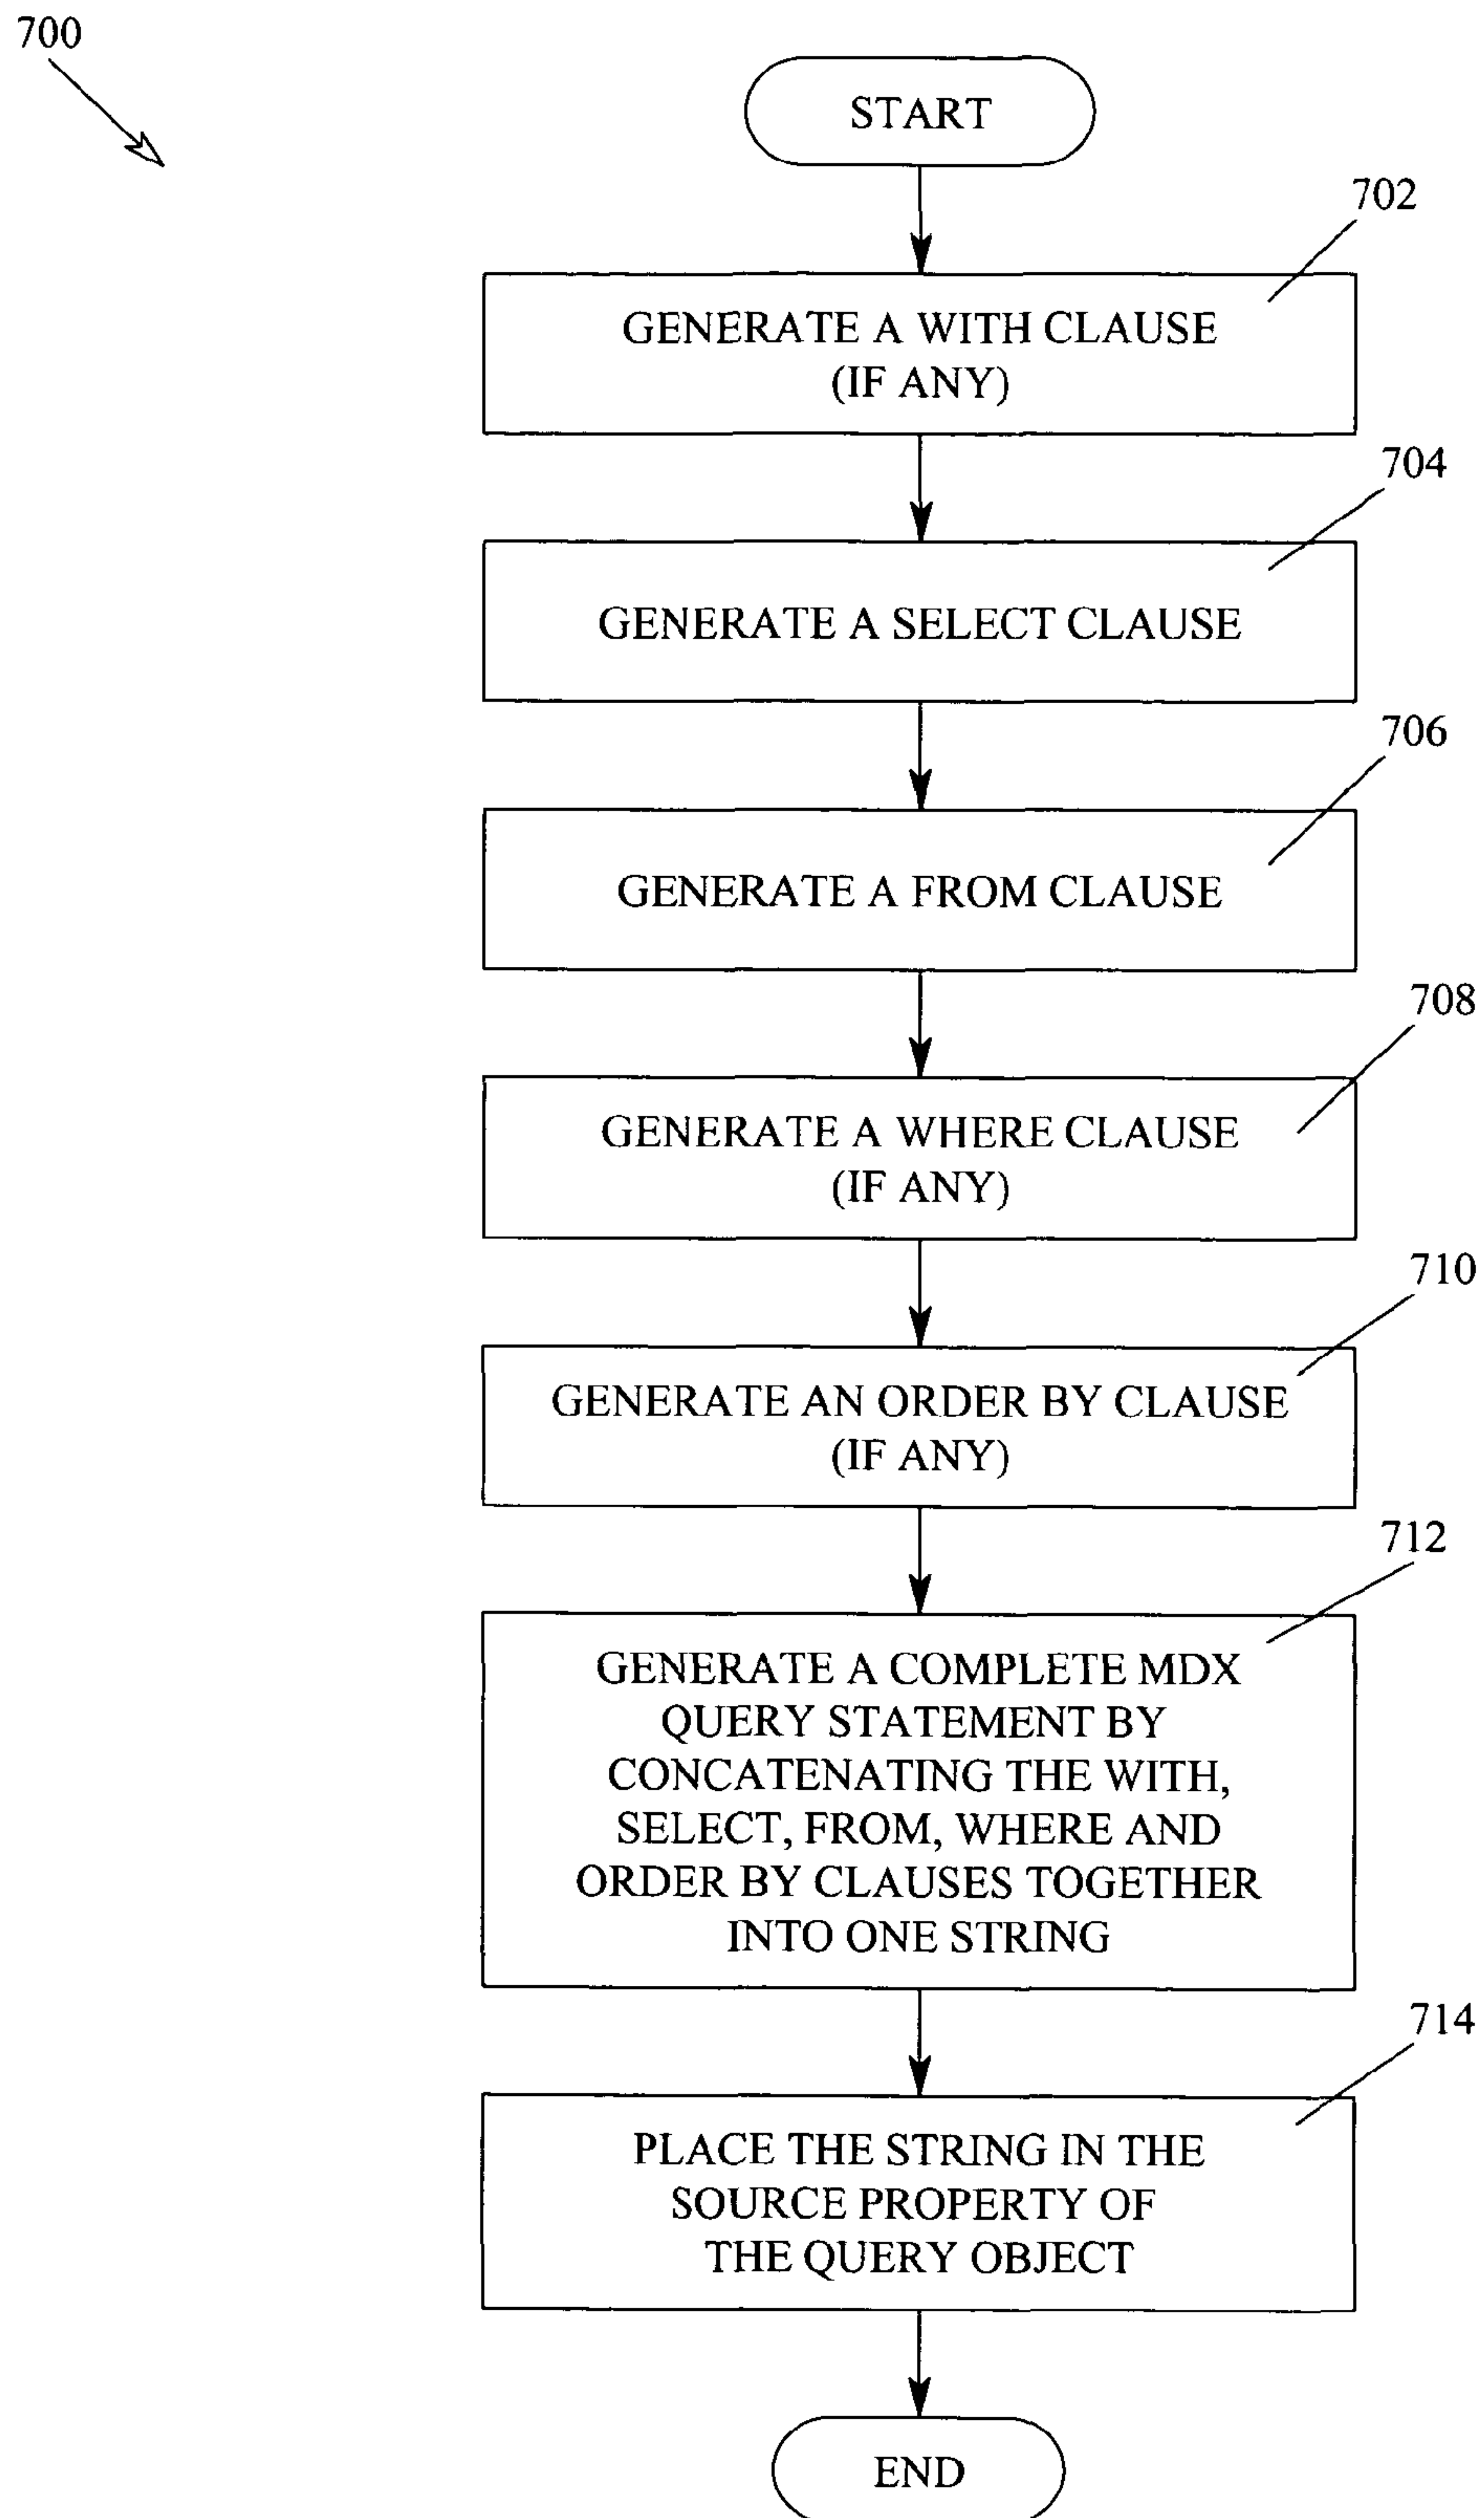 700
START
702
GENERATE A WITH CLAUSE
(IF ANY)
704
GENERATE A SELECT CLAUSE
706
GENERATE A FROM CLAUSE
708
GENERATE A WHERE CLAUSE
(IF ANY)
710
GENERATE AN ORDER BY CLAUSE
(IF ANY)
712
GENERATE A COMPLETE MDX
QUERY STATEMENT BY
CONCATENATING THE WITH,
SELECT, FROM, WHERE AND
ORDER BY CLAUSES TOGETHER
INTO ONE STRING
714
PLACE THE STRING IN THE
SOURCE PROPERTY OF
THE QUERY OBJECT
END